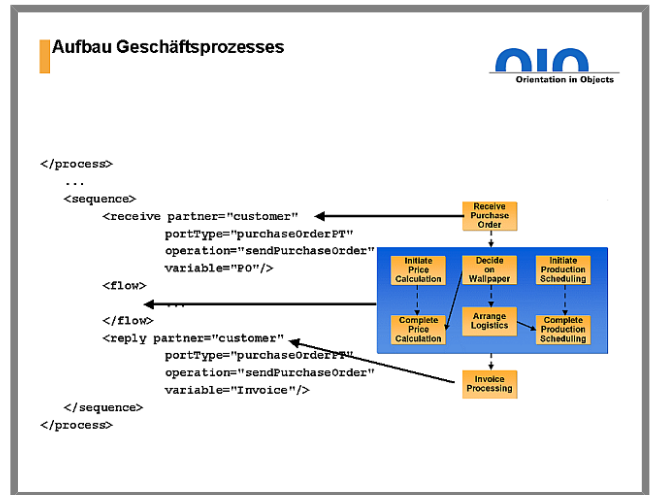 Aufbau Geschäftsprozesses
Orientation in Objects
</process>
...
<sequence>
<receive partner="customer"
portType="purchaseOrderPT"
operation="sendPurchaseOrder"
variable="PO"/>
<flow>
...
</flow>
<reply partner="customer"
portType="purchaseOrderPT"
operation="sendPurchaseOrder"
variable="Invoice"/>
</sequence>
</process>
Receive
Purchase
Order
Initiate
Price
Calculation
Decide
on
Wallpaper
Initiate
Production
Scheduling
Complete
Price
Calculation
Arrange
Logistics
Complete
Production
Scheduling
Invoice
Processing